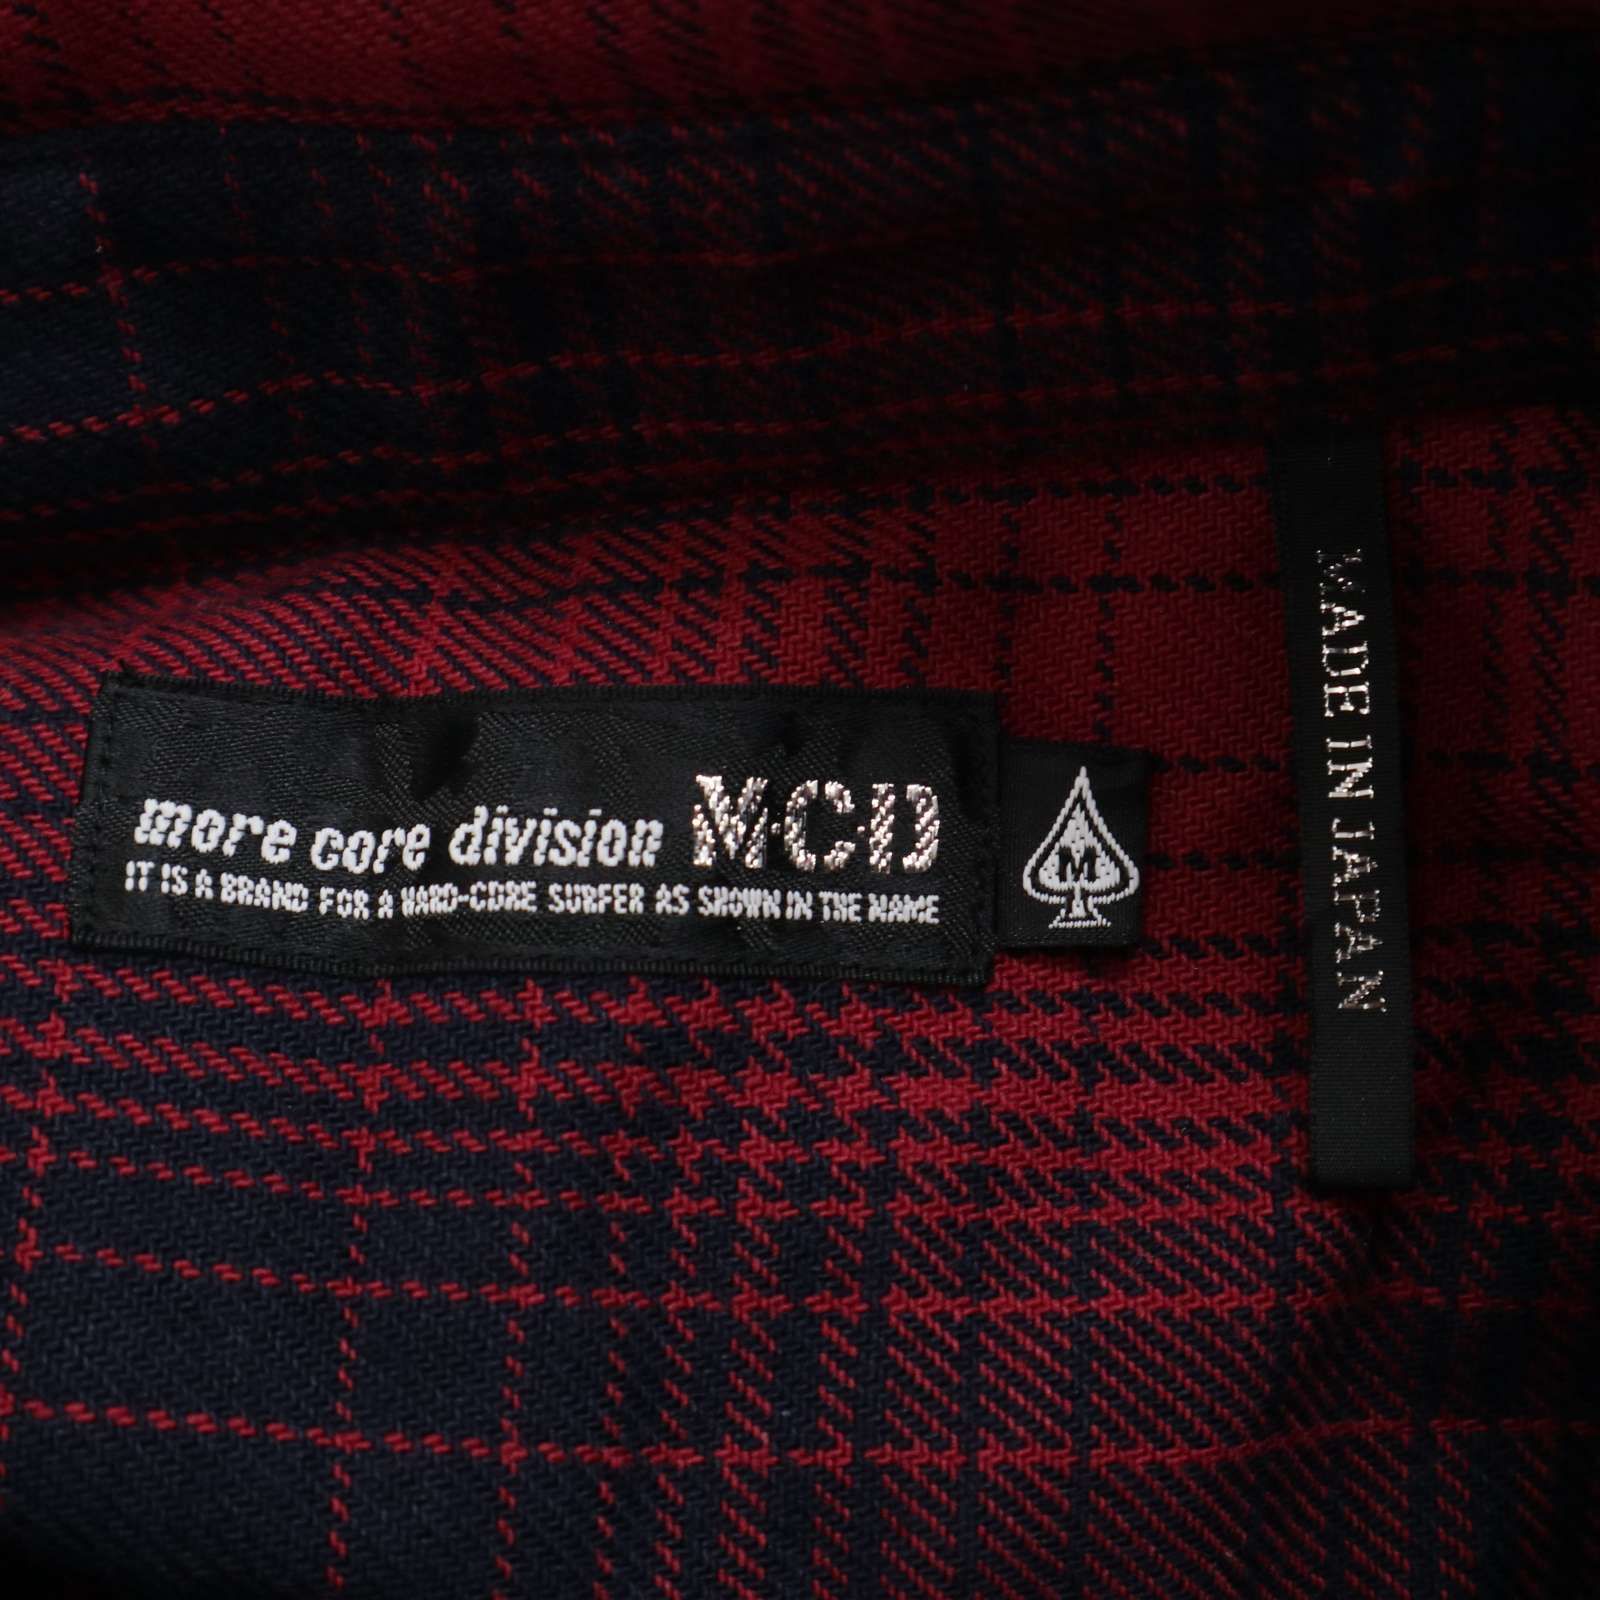 more core division M·C·D
IT IS A BRAND FOR A HARD-CORE SURFER AS SHOWN IN THE NAME
M
MADE IN JAPAN